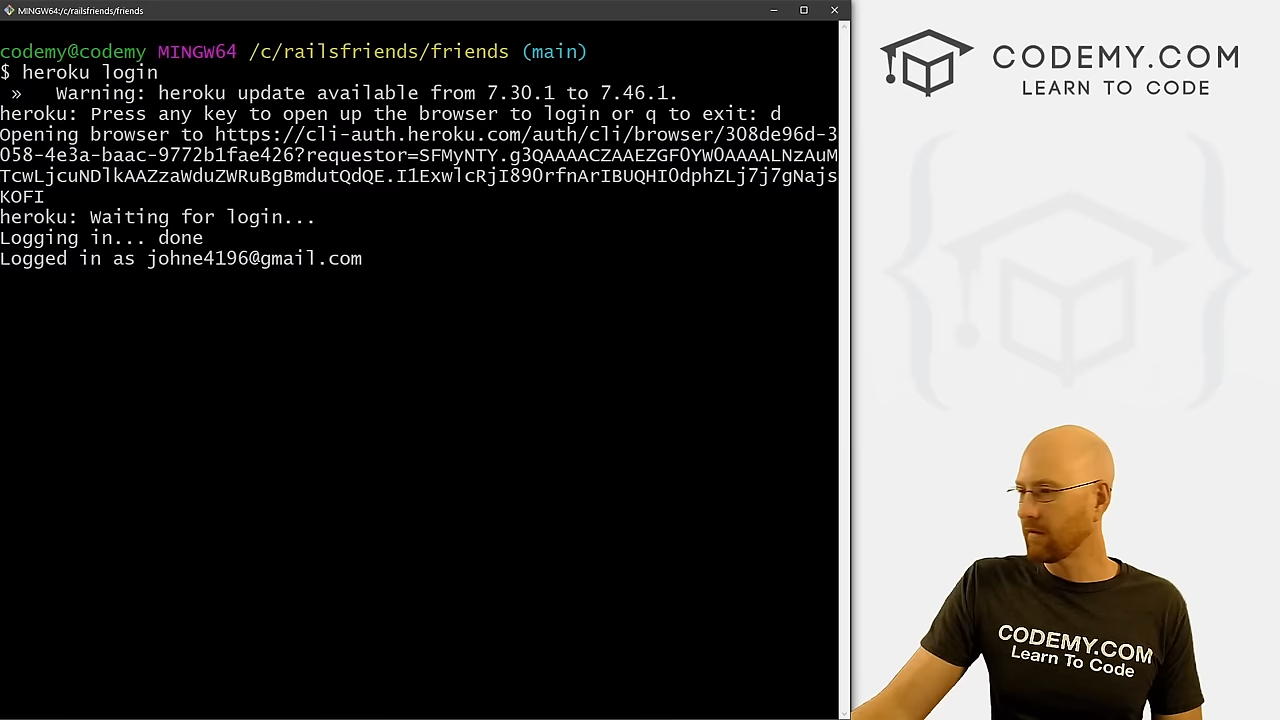 MINGW64:/c/railsfriends/friends
codemy@codemy MINGW64 /c/railsfriends/friends (main)
$ heroku login
» Warning: heroku update available from 7.30.1 to 7.46.1.
heroku: Press any key to open up the browser to login or q to exit: d
Opening browser to https://cli-auth.heroku.com/auth/cli/browser/308de96d-3
058-4e3a-baac-9772b1fae426?requestor=SFMyNTY.g3QAAAACZAAEZGF0YW0AAAALNzAuM
TcwLjcuNDlkAAZzaWduZWRuBgBmdutQdQE.I1ExwlcRjI89OrfnArIBUQHI0dphZLj7j7gNajs
KOFI
heroku: Waiting for login...
Logging in... done
Logged in as johne4196@gmail.com
CODEMY.COM
LEARN TO CODE
CODEMY.COM
Learn To Code